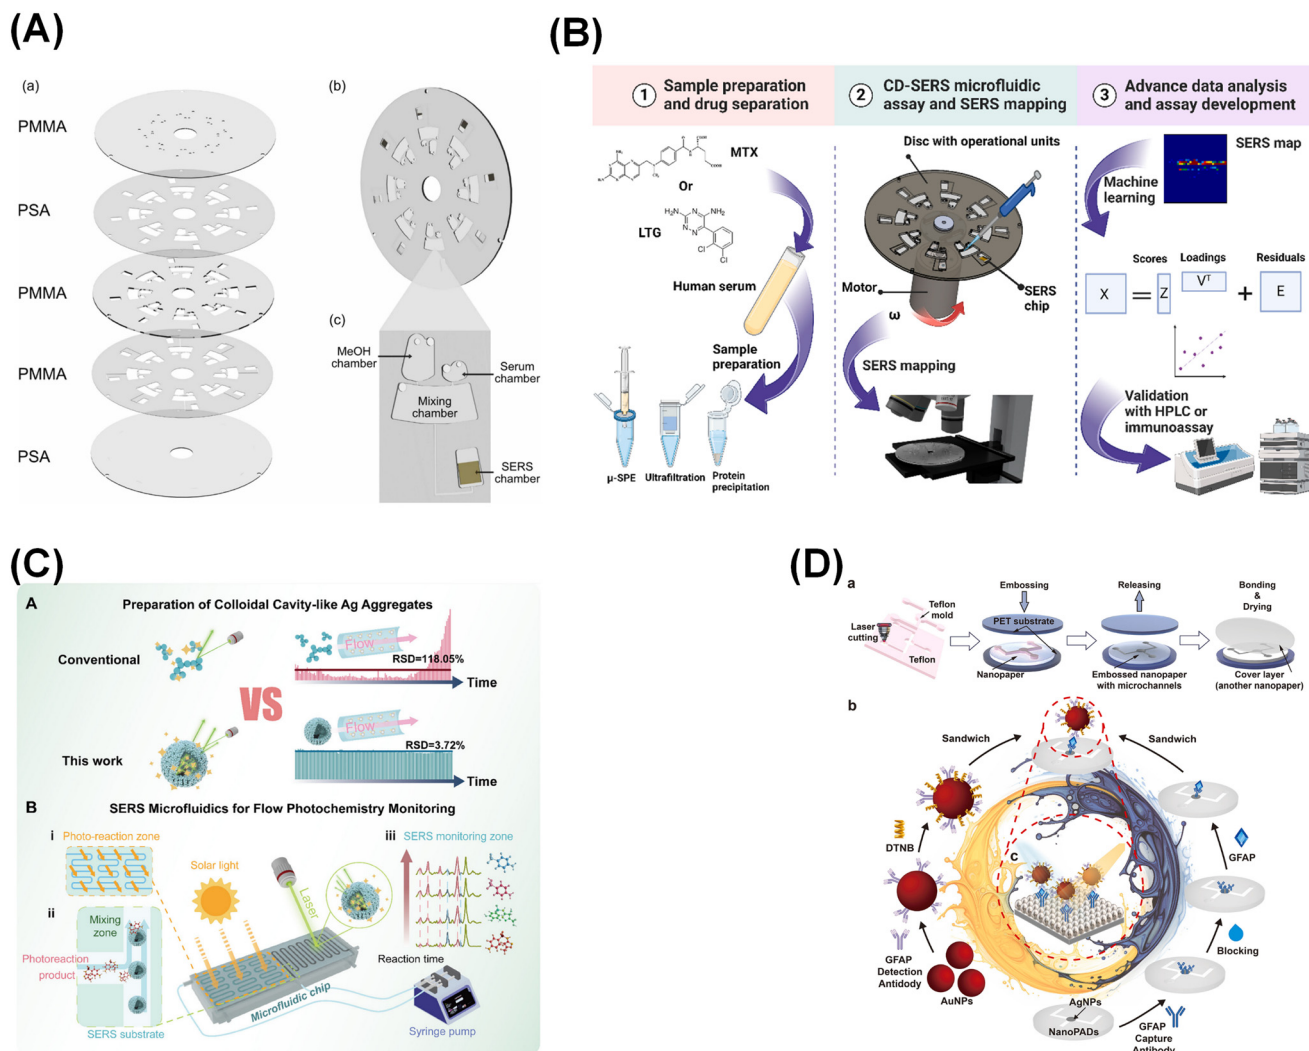 (A)
(a)
PMMA
PSA
PMMA
PMMA
PSA
(b)
(c)
MeOH
chamber
Serum
chamber
Mixing chamber
SERS
chamber
(B)
1 Sample preparation
and drug separation
MTX
Or
LTG
Human serum
Sample
preparation
μ-SPE
Ultrafiltration
Protein
precipitation
2 CD-SERS microfluidic
assay and SERS mapping
Disc with operational units
Motor
ω
SERS
chip
SERS mapping
3 Advance data analysis
and assay development
SERS map
Machine
learning
Scores
Loadings
Residuals
X = Z Vᵀ + E
Validation
with HPLC or
immunoassay
(C)
A
Preparation of Colloidal Cavity-like Ag Aggregates
Conventional
Flow
RSD=118.05%
Time
VS
This work
Flow
RSD=3.72%
Time
B
SERS Microfluidics for Flow Photochemistry Monitoring
i Photo-reaction zone
Solar light
Laser
iii SERS monitoring zone
ii
Mixing
zone
Photoreaction
product
SERS substrate
Microfluidic chip
Reaction time
Syringe pump
(D)
a
Laser
cutting
Teflon
mold
Teflon
Embossing
PET substrate
Nanopaper
Releasing
Embossed nanopaper
with microchannels
Bonding
&
Drying
Cover layer
(another nanopaper)
b
Sandwich
Sandwich
DTNB
GFAP
Detection
Antidody
AuNPs
c
GFAP
Blocking
AgNPs
NanoPADs
GFAP
Capture
Antibody